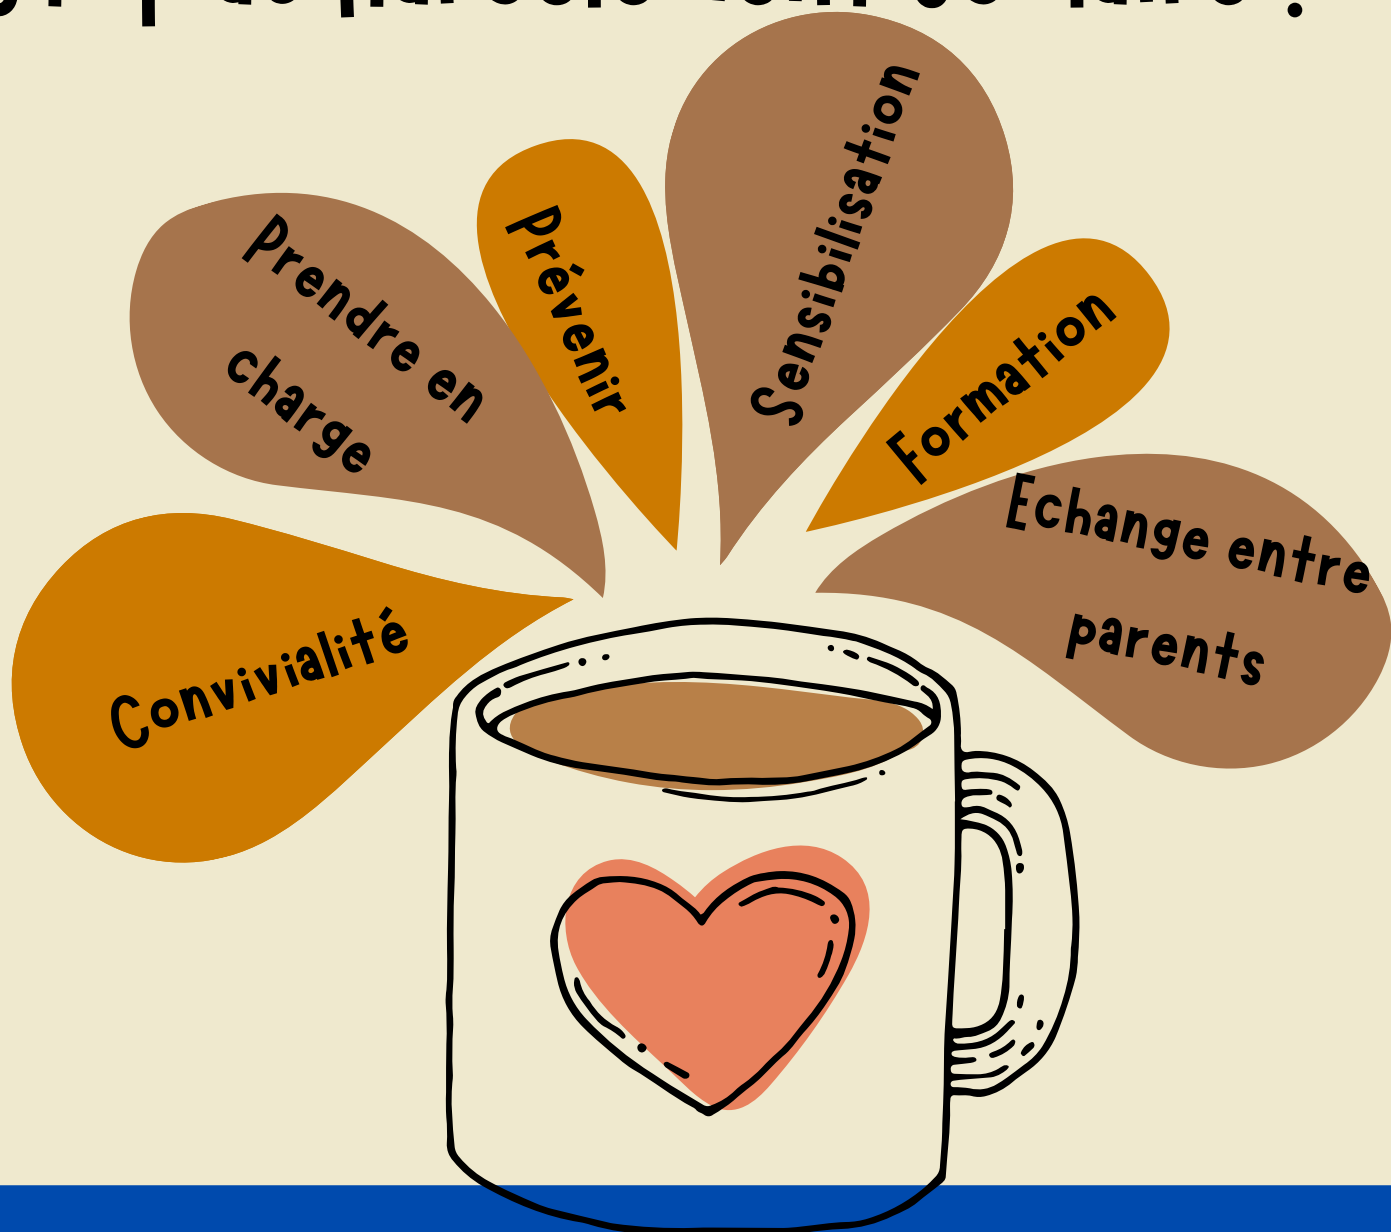 Prendre en
charge
Prévenir
Sensibilisation
Formation
Echange entre
parents
Convivialité